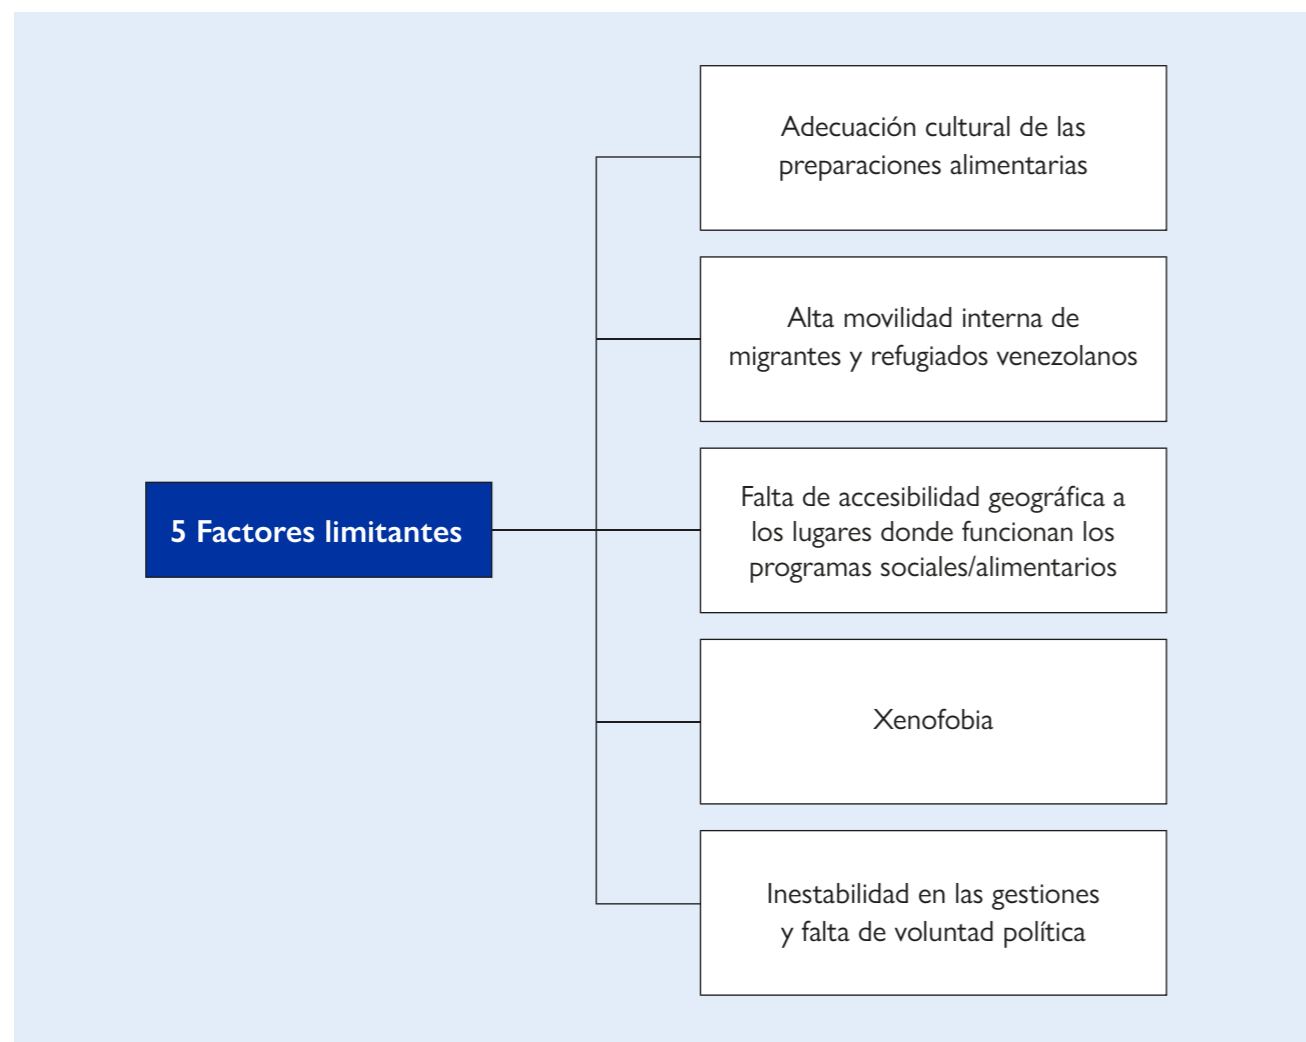 Adecuación cultural de las
preparaciones alimentarias
Alta movilidad interna de
migrantes y refugiados venezolanos
5 Factores limitantes
Falta de accesibilidad geográfica a
los lugares donde funcionan los
programas sociales/alimentarios
Xenofobia
Inestabilidad en las gestiones
y falta de voluntad política